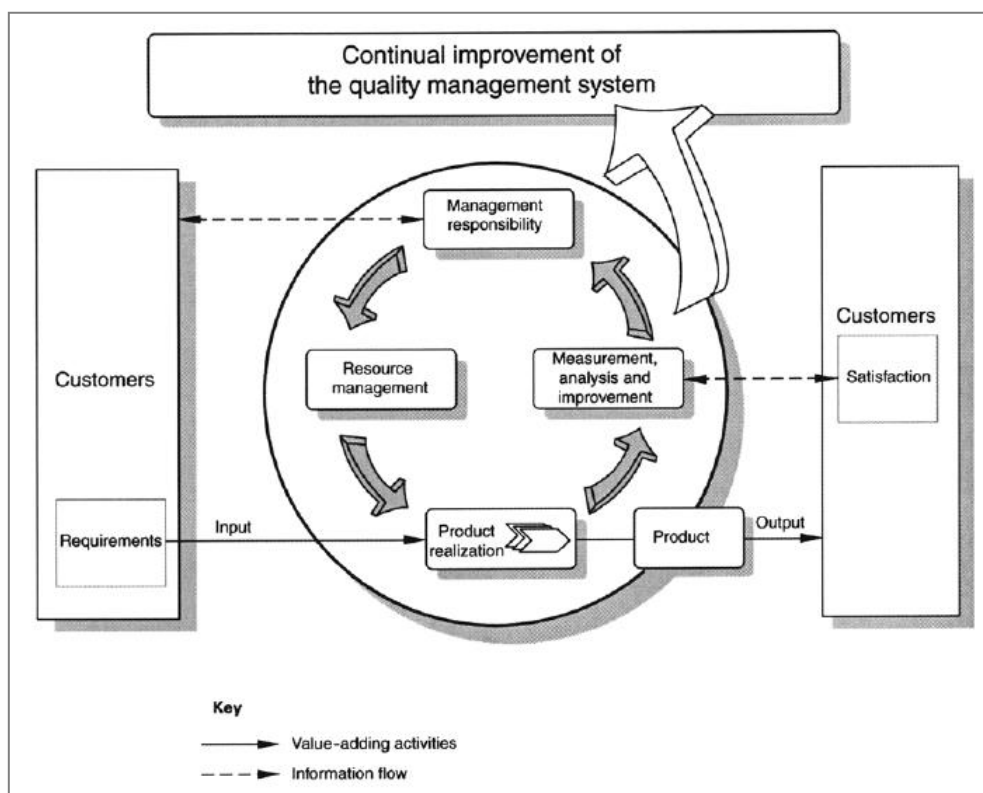 Continual improvement of
the quality management system
Management
responsibility
Customers
Resource
management
Measurement,
analysis and
improvement
Customers
Satisfaction
Requirements
Input
Product
realization
Product
Output
Key
Value-adding activities
Information flow